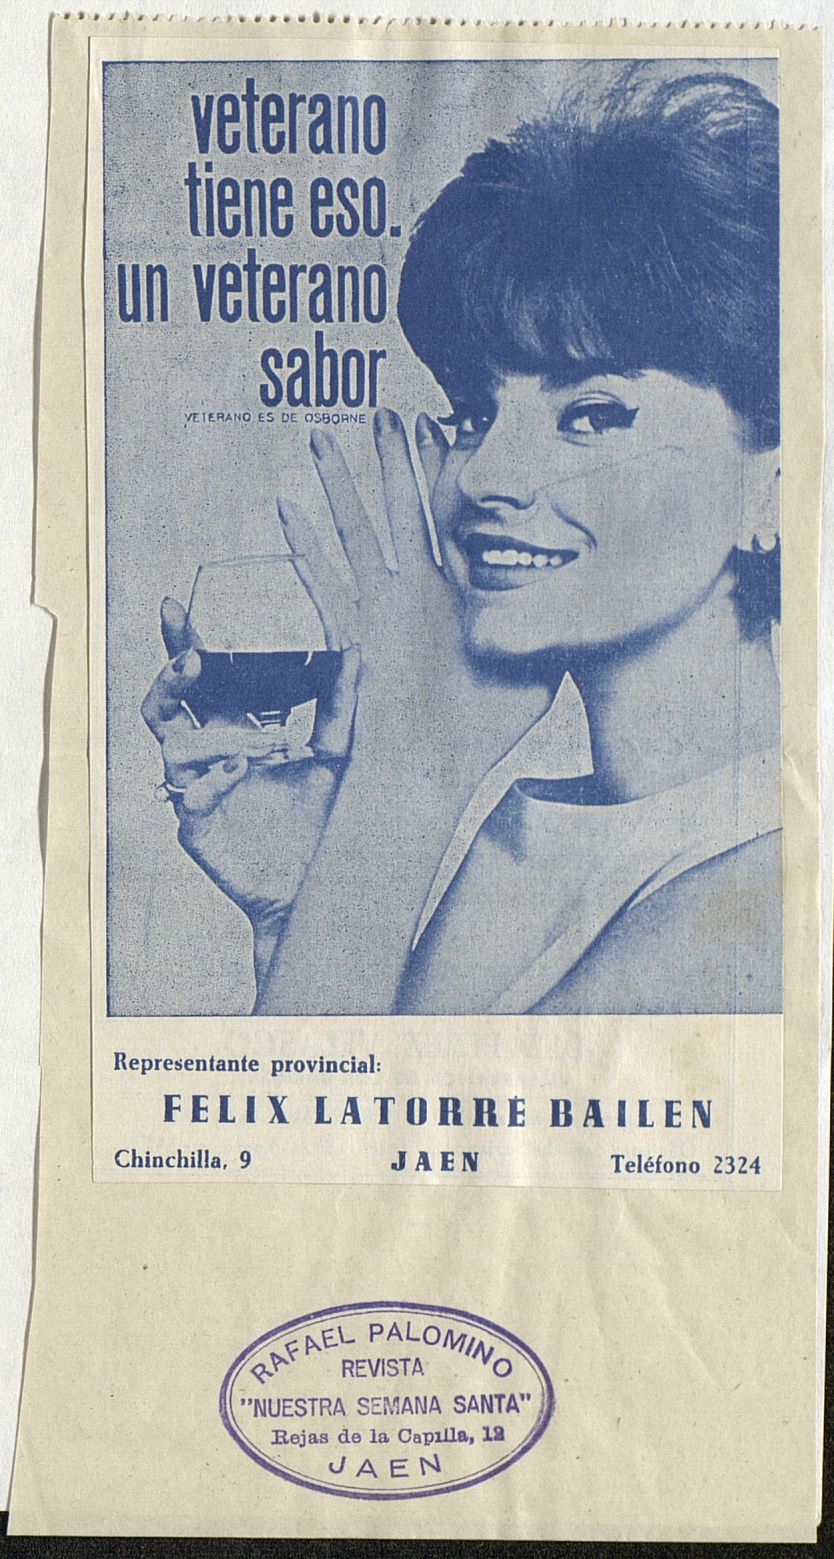 veterano
tiene eso.
un veterano
sabor
VETERANO ES DE OSBORNE
Representante provincial:
FELIX LATORRE BAILEN
Chinchilla, 9 JAEN Teléfono 2324
RAFAEL PALOMINO
REVISTA
"NUESTRA SEMANA SANTA"
Rejas de la Capilla, 12
JAEN